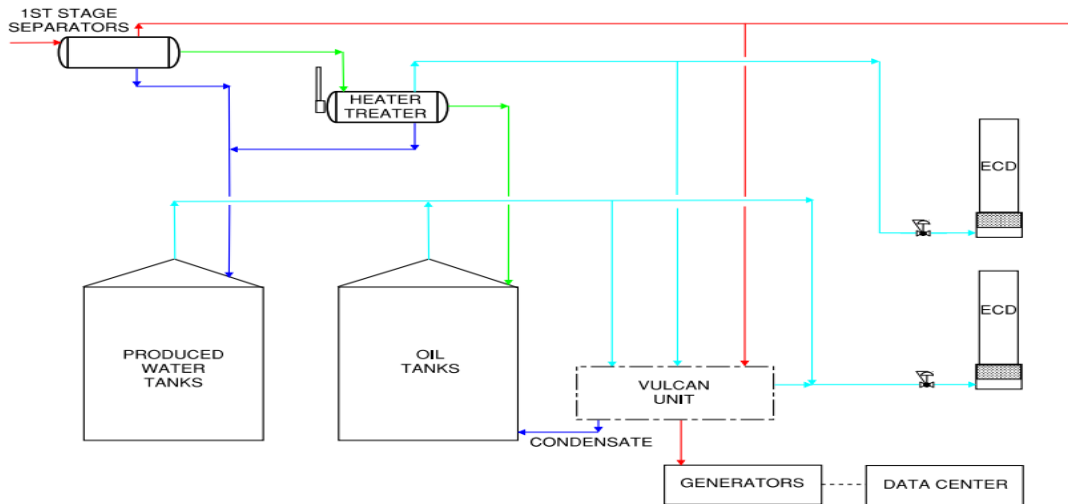 1ST STAGE
SEPARATORS
HEATER
TREATER
ECD
ECD
PRODUCED
WATER
TANKS
OIL
TANKS
VULCAN
UNIT
CONDENSATE
GENERATORS
DATA CENTER